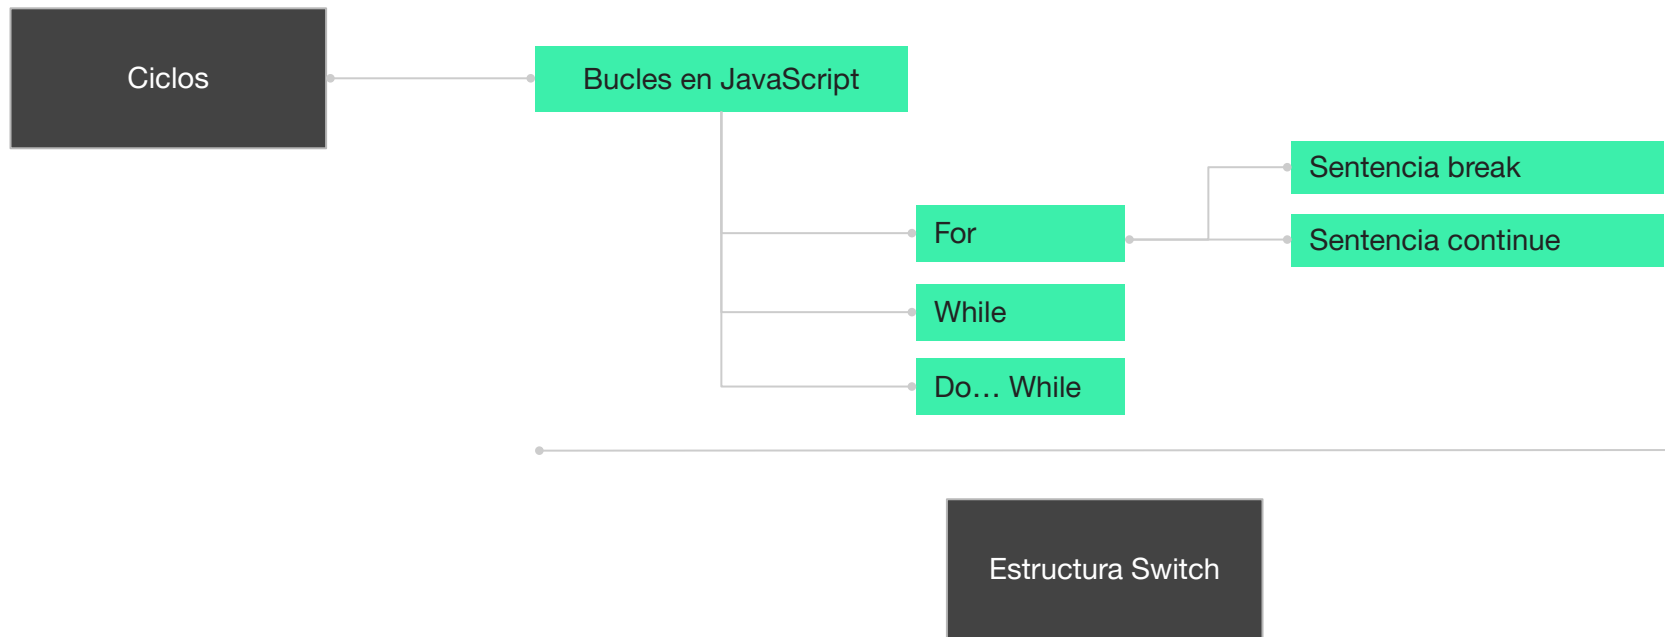 Ciclos
Bucles en JavaScript
Sentencia break
For
Sentencia continue
While
Do… While
Estructura Switch